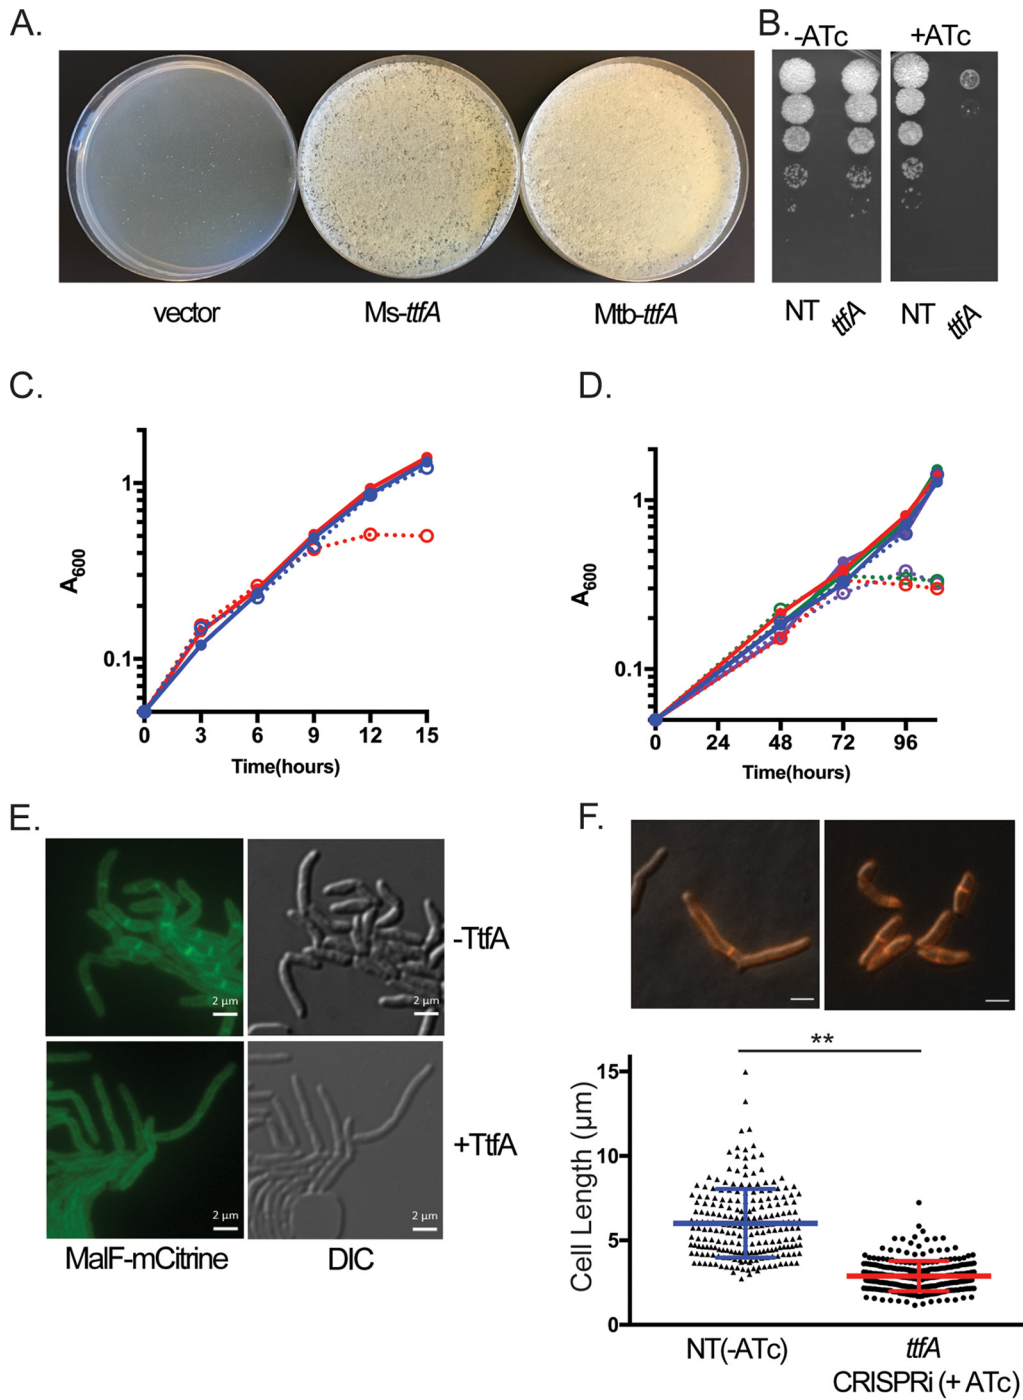 A.
vector
Ms-ttfA
Mtb-ttfA
B.
-ATc
+ATc
NT
ttfA
NT
ttfA
C.
A600
1
0.1
0
3
6
9
12
15
Time(hours)
D.
A600
1
0.1
0
24
48
72
96
Time(hours)
E.
2 µm
2 µm
-TtfA
2 µm
2 µm
+TtfA
MalF-mCitrine
DIC
F.
**
Cell Length (µm)
15
10
5
0
NT(-ATc)
ttfA
CRISPRi (+ ATc)